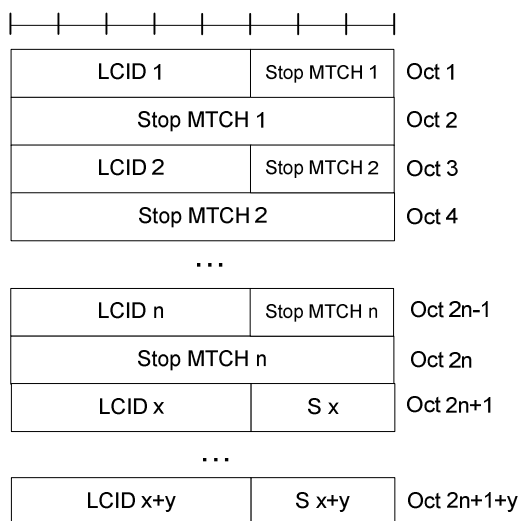 LCID 1 Stop MTCH 1 Oct 1
Stop MTCH 1 Oct 2
LCID 2 Stop MTCH 2 Oct 3
Stop MTCH 2 Oct 4
...
LCID n Stop MTCH n Oct 2n-1
Stop MTCH n Oct 2n
LCID x S x Oct 2n+1
...
LCID x+y S x+y Oct 2n+1+y